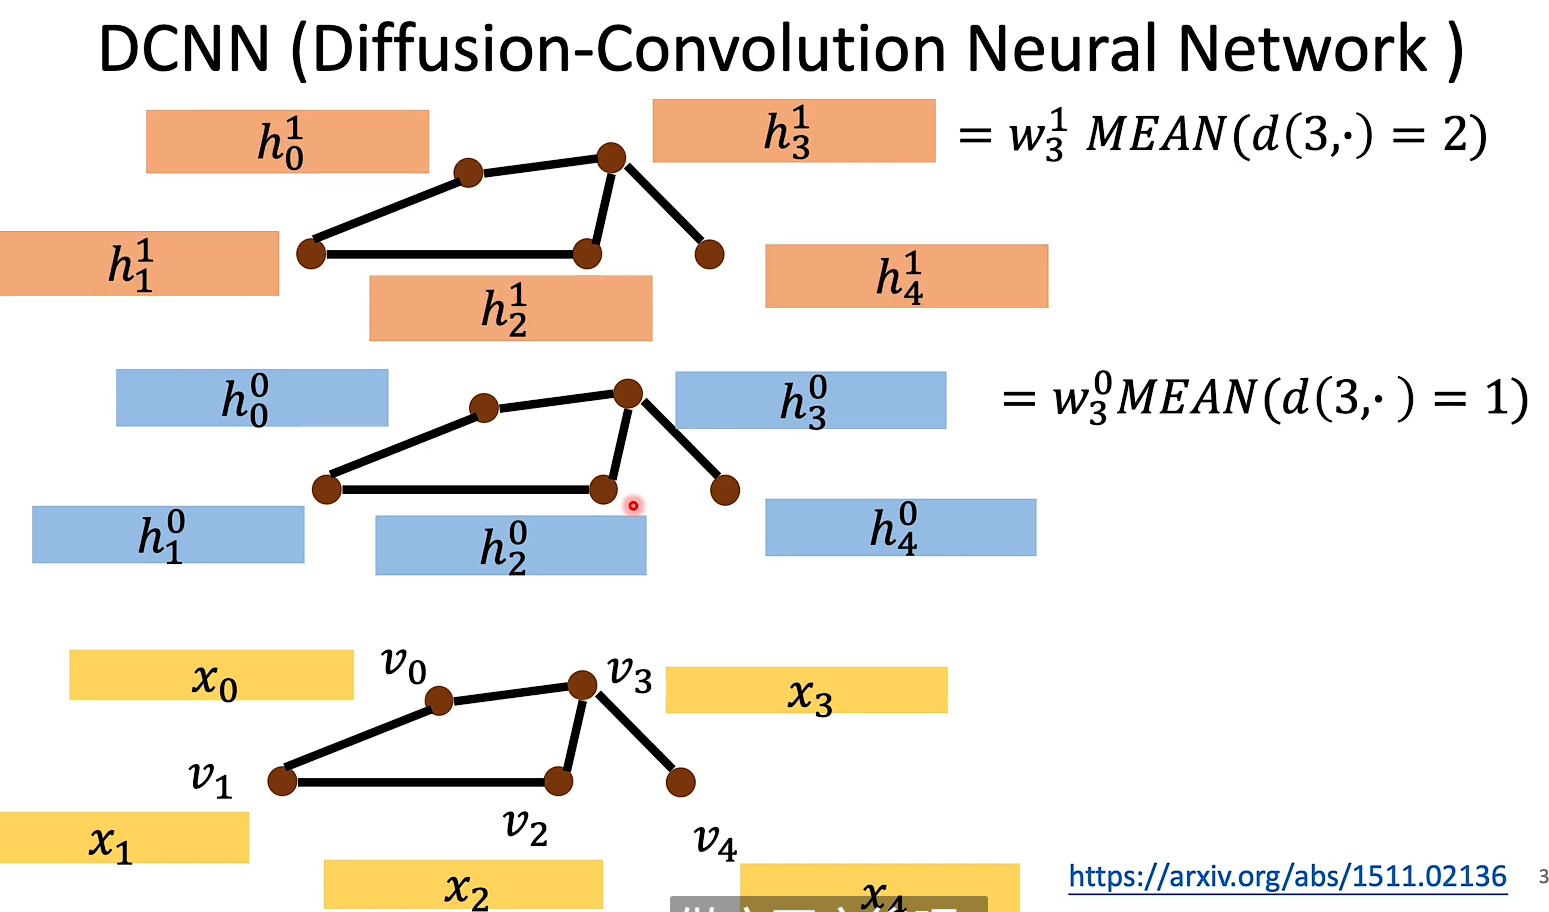 DCNN (Diffusion-Convolution Neural Network )
h_0^1
h_3^1 = w_3^1 MEAN(d(3,·) = 2)
h_1^1
h_4^1
h_2^1
h_0^0
h_3^0 = w_3^0 MEAN(d(3,· ) = 1)
h_1^0
h_2^0
h_4^0
x_0
v_0
v_3
x_3
v_1
v_2
v_4
x_1
x_2
x_4
https://arxiv.org/abs/1511.02136
3